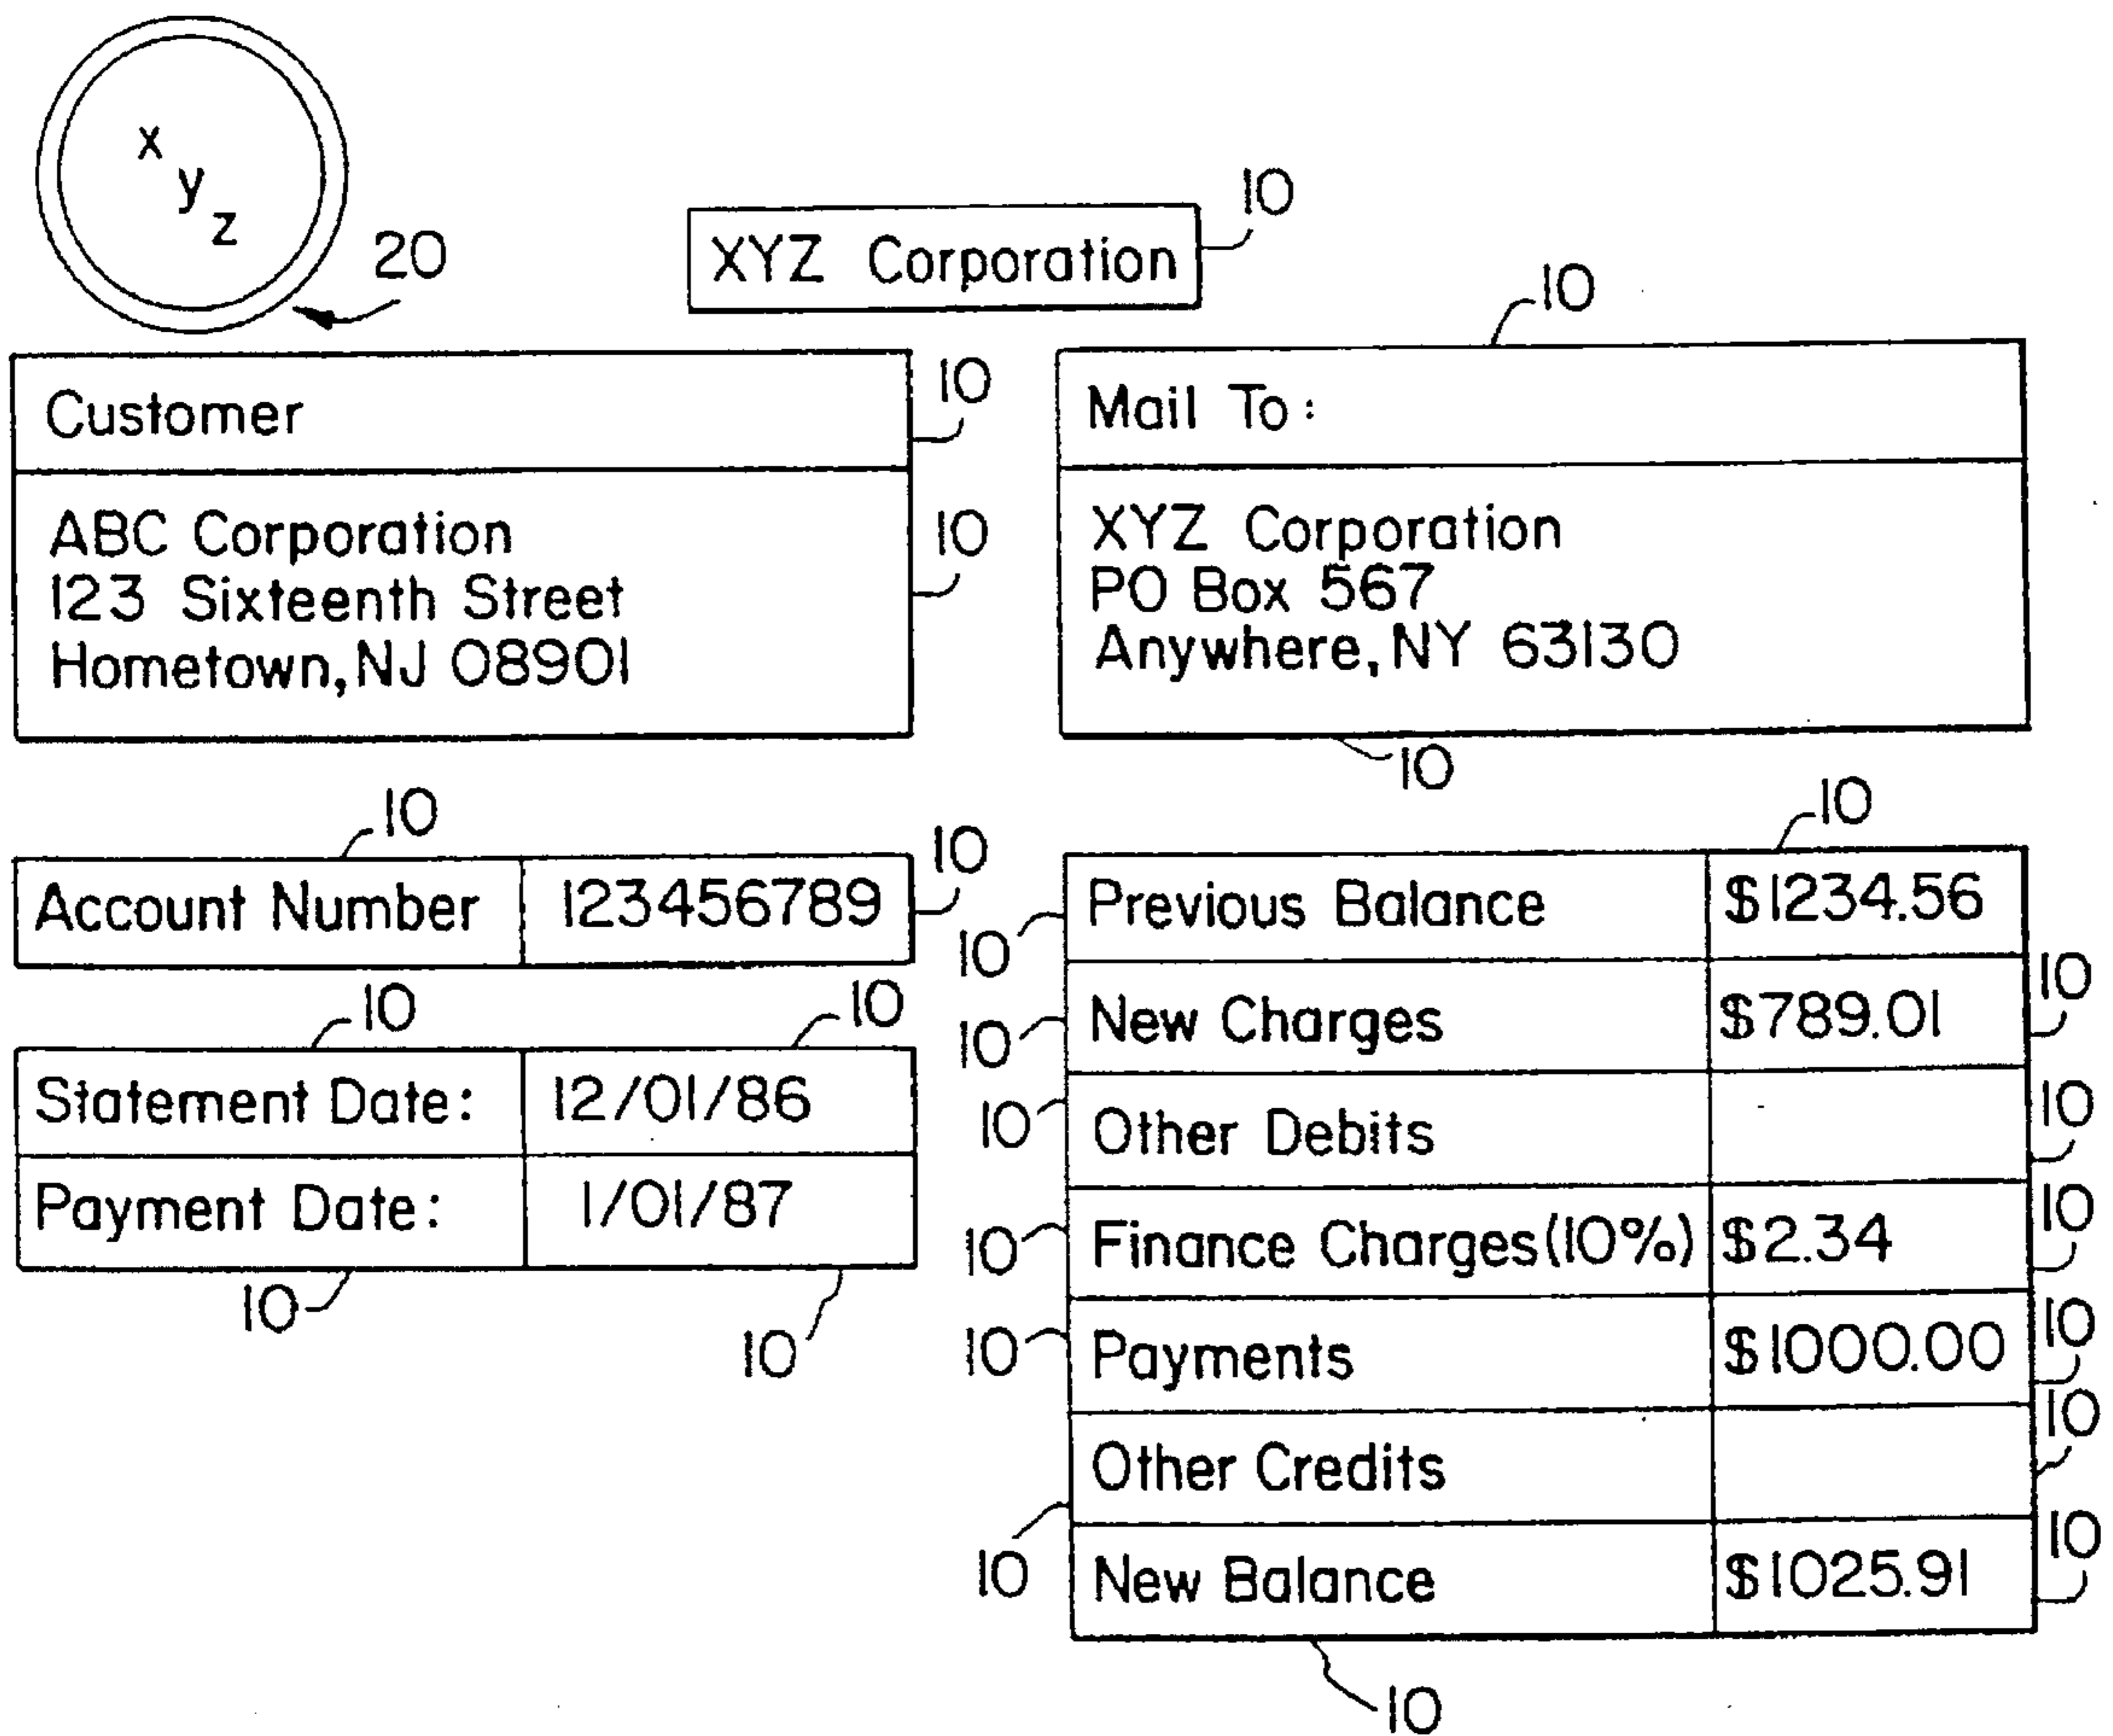 x
y
z
20
XYZ Corporation 10
10
Customer 10
ABC Corporation 10
123 Sixteenth Street
Hometown, NJ 08901
Mail To:
XYZ Corporation
PO Box 567
Anywhere, NY 63130
10
10
Account Number 123456789 10
10 10
Statement Date: 12/01/86
Payment Date: 1/01/87
10 10
10
10 Previous Balance $1234.56
10 New Charges $789.01 10
10 Other Debits 10
10 Finance Charges(10%) $2.34 10
10 Payments $1000.00 10
Other Credits 10
10 New Balance $1025.91 10
10